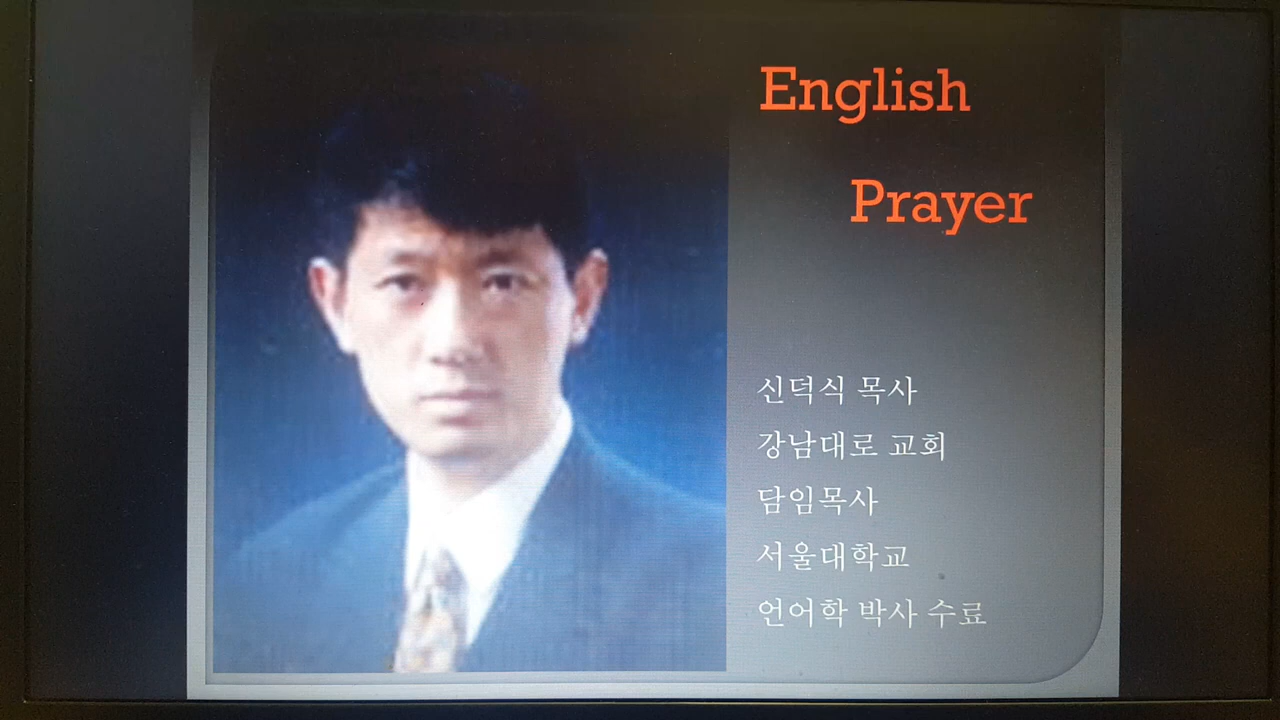 English
Prayer
신덕식 목사
강남대로 교회
담임목사
서울대학교
언어학 박사 수료